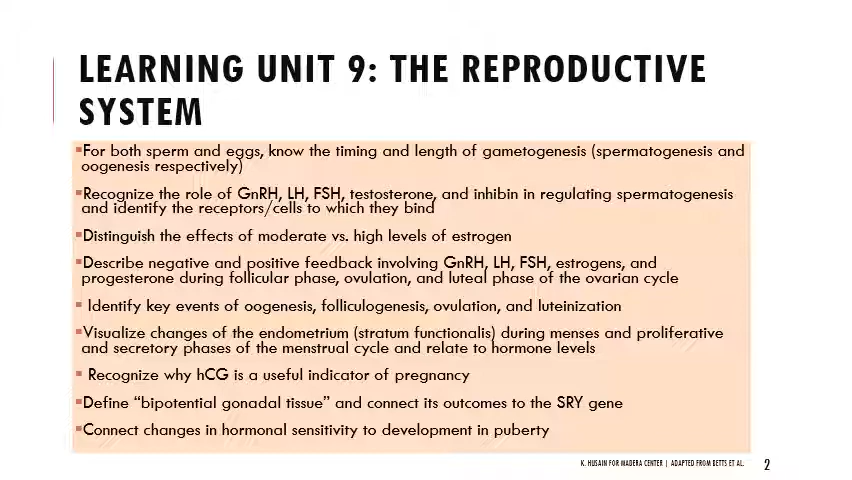 LEARNING UNIT 9: THE REPRODUCTIVE
SYSTEM
▪For both sperm and eggs, know the timing and length of gametogenesis (spermatogenesis and
oogenesis respectively)
▪Recognize the role of GnRH, LH, FSH, testosterone, and inhibin in regulating spermatogenesis
and identify the receptors/cells to which they bind
▪Distinguish the effects of moderate vs. high levels of estrogen
▪Describe negative and positive feedback involving GnRH, LH, FSH, estrogens, and
progesterone during follicular phase, ovulation, and luteal phase of the ovarian cycle
▪ Identify key events of oogenesis, folliculogenesis, ovulation, and luteinization
▪Visualize changes of the endometrium (stratum functionalis) during menses and proliferative
and secretory phases of the menstrual cycle and relate to hormone levels
▪ Recognize why hCG is a useful indicator of pregnancy
▪Define “bipotential gonadal tissue” and connect its outcomes to the SRY gene
▪Connect changes in hormonal sensitivity to development in puberty
K. HUSAIN FOR MADERA CENTER | ADAPTED FROM BETTS ET AL. 2